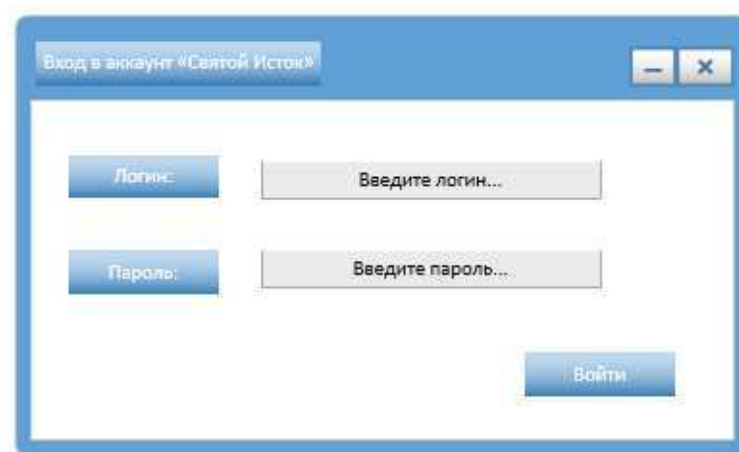 Вход в аккаунт «Святой Исток»
Логин:
Введите логин...
Пароль:
Введите пароль...
Войти